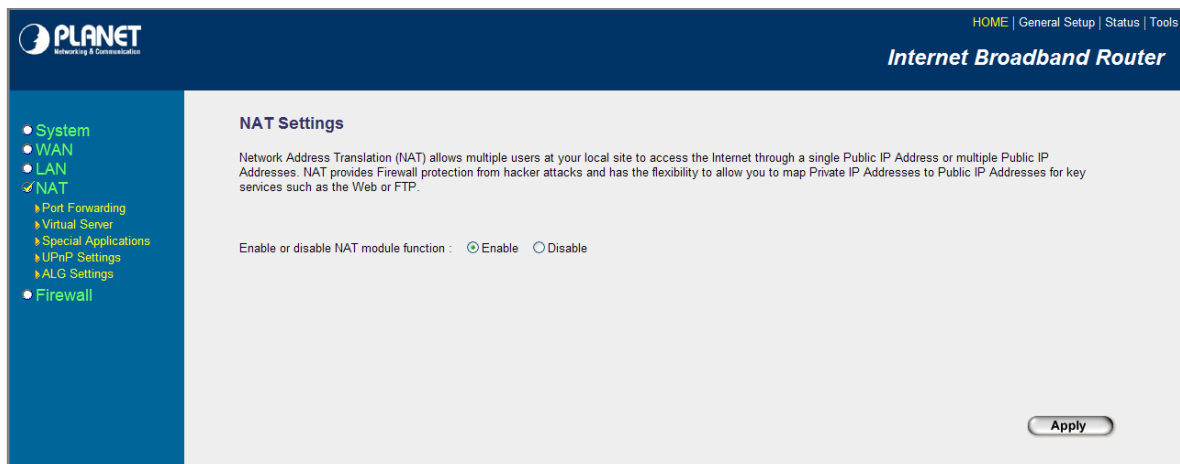 PLANET
Networking & Communication
HOME | General Setup | Status | Tools
Internet Broadband Router
System
WAN
LAN
NAT
Port Forwarding
Virtual Server
Special Applications
UPnP Settings
ALG Settings
Firewall
NAT Settings
Network Address Translation (NAT) allows multiple users at your local site to access the Internet through a single Public IP Address or multiple Public IP
Addresses. NAT provides Firewall protection from hacker attacks and has the flexibility to allow you to map Private IP Addresses to Public IP Addresses for key
services such as the Web or FTP.
Enable or disable NAT module function : Enable Disable
Apply